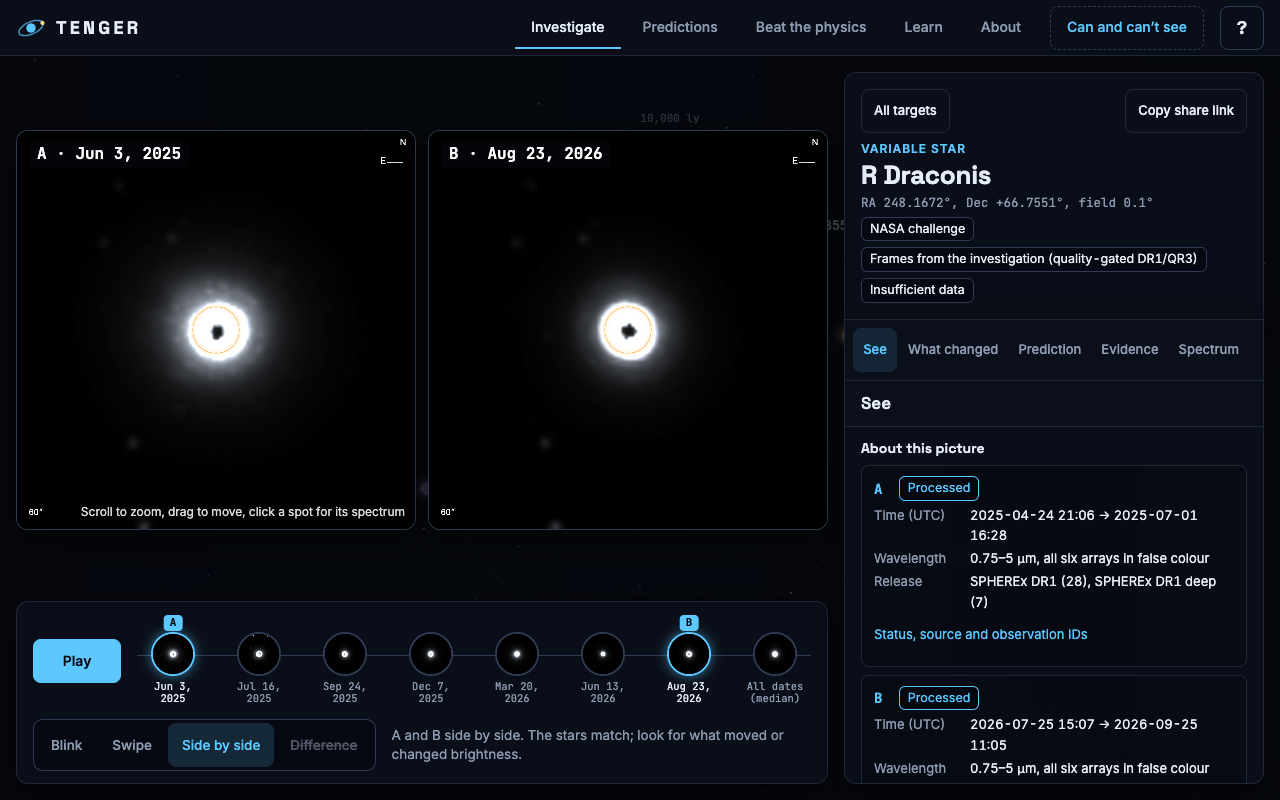 TENGER
Investigate
Predictions
Beat the physics
Learn
About
Can and can't see
?
10,000 ly
A · Jun 3, 2025
N
E
60"
Scroll to zoom, drag to move, click a spot for its spectrum
B · Aug 23, 2026
N
E
60"
All targets
Copy share link
VARIABLE STAR
R Draconis
RA 248.1672°, Dec +66.7551°, field 0.1°
NASA challenge
Frames from the investigation (quality-gated DR1/QR3)
Insufficient data
See
What changed
Prediction
Evidence
Spectrum
See
About this picture
A Processed
Time (UTC) 2025-04-24 21:06 → 2025-07-01
16:28
Wavelength 0.75–5 µm, all six arrays in false colour
Release SPHEREx DR1 (28), SPHEREx DR1 deep
(7)
Status, source and observation IDs
B Processed
Time (UTC) 2026-07-25 15:07 → 2026-09-25
11:05
Wavelength 0.75–5 µm, all six arrays in false colour
Play
A
Jun 3,
2025
Jul 16,
2025
Sep 24,
2025
Dec 7,
2025
Mar 20,
2026
Jun 13,
2026
B
Aug 23,
2026
All dates
(median)
Blink
Swipe
Side by side
Difference
A and B side by side. The stars match; look for what moved or
changed brightness.